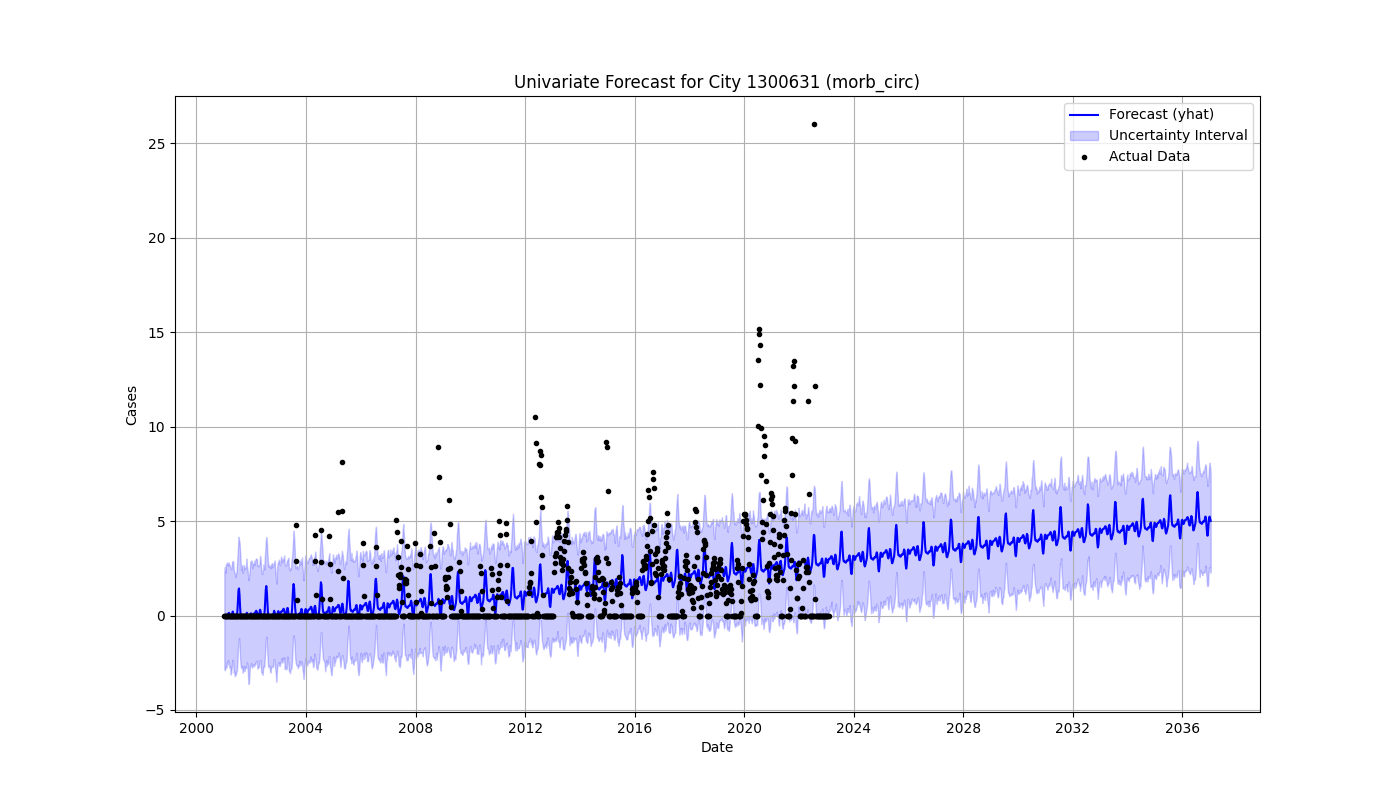 Univariate Forecast for City 1300631 (morb_circ)
Forecast (yhat)
Uncertainty Interval
Actual Data
Cases
25
20
15
10
5
0
−5
2000 2004 2008 2012 2016 2020 2024 2028 2032 2036
Date